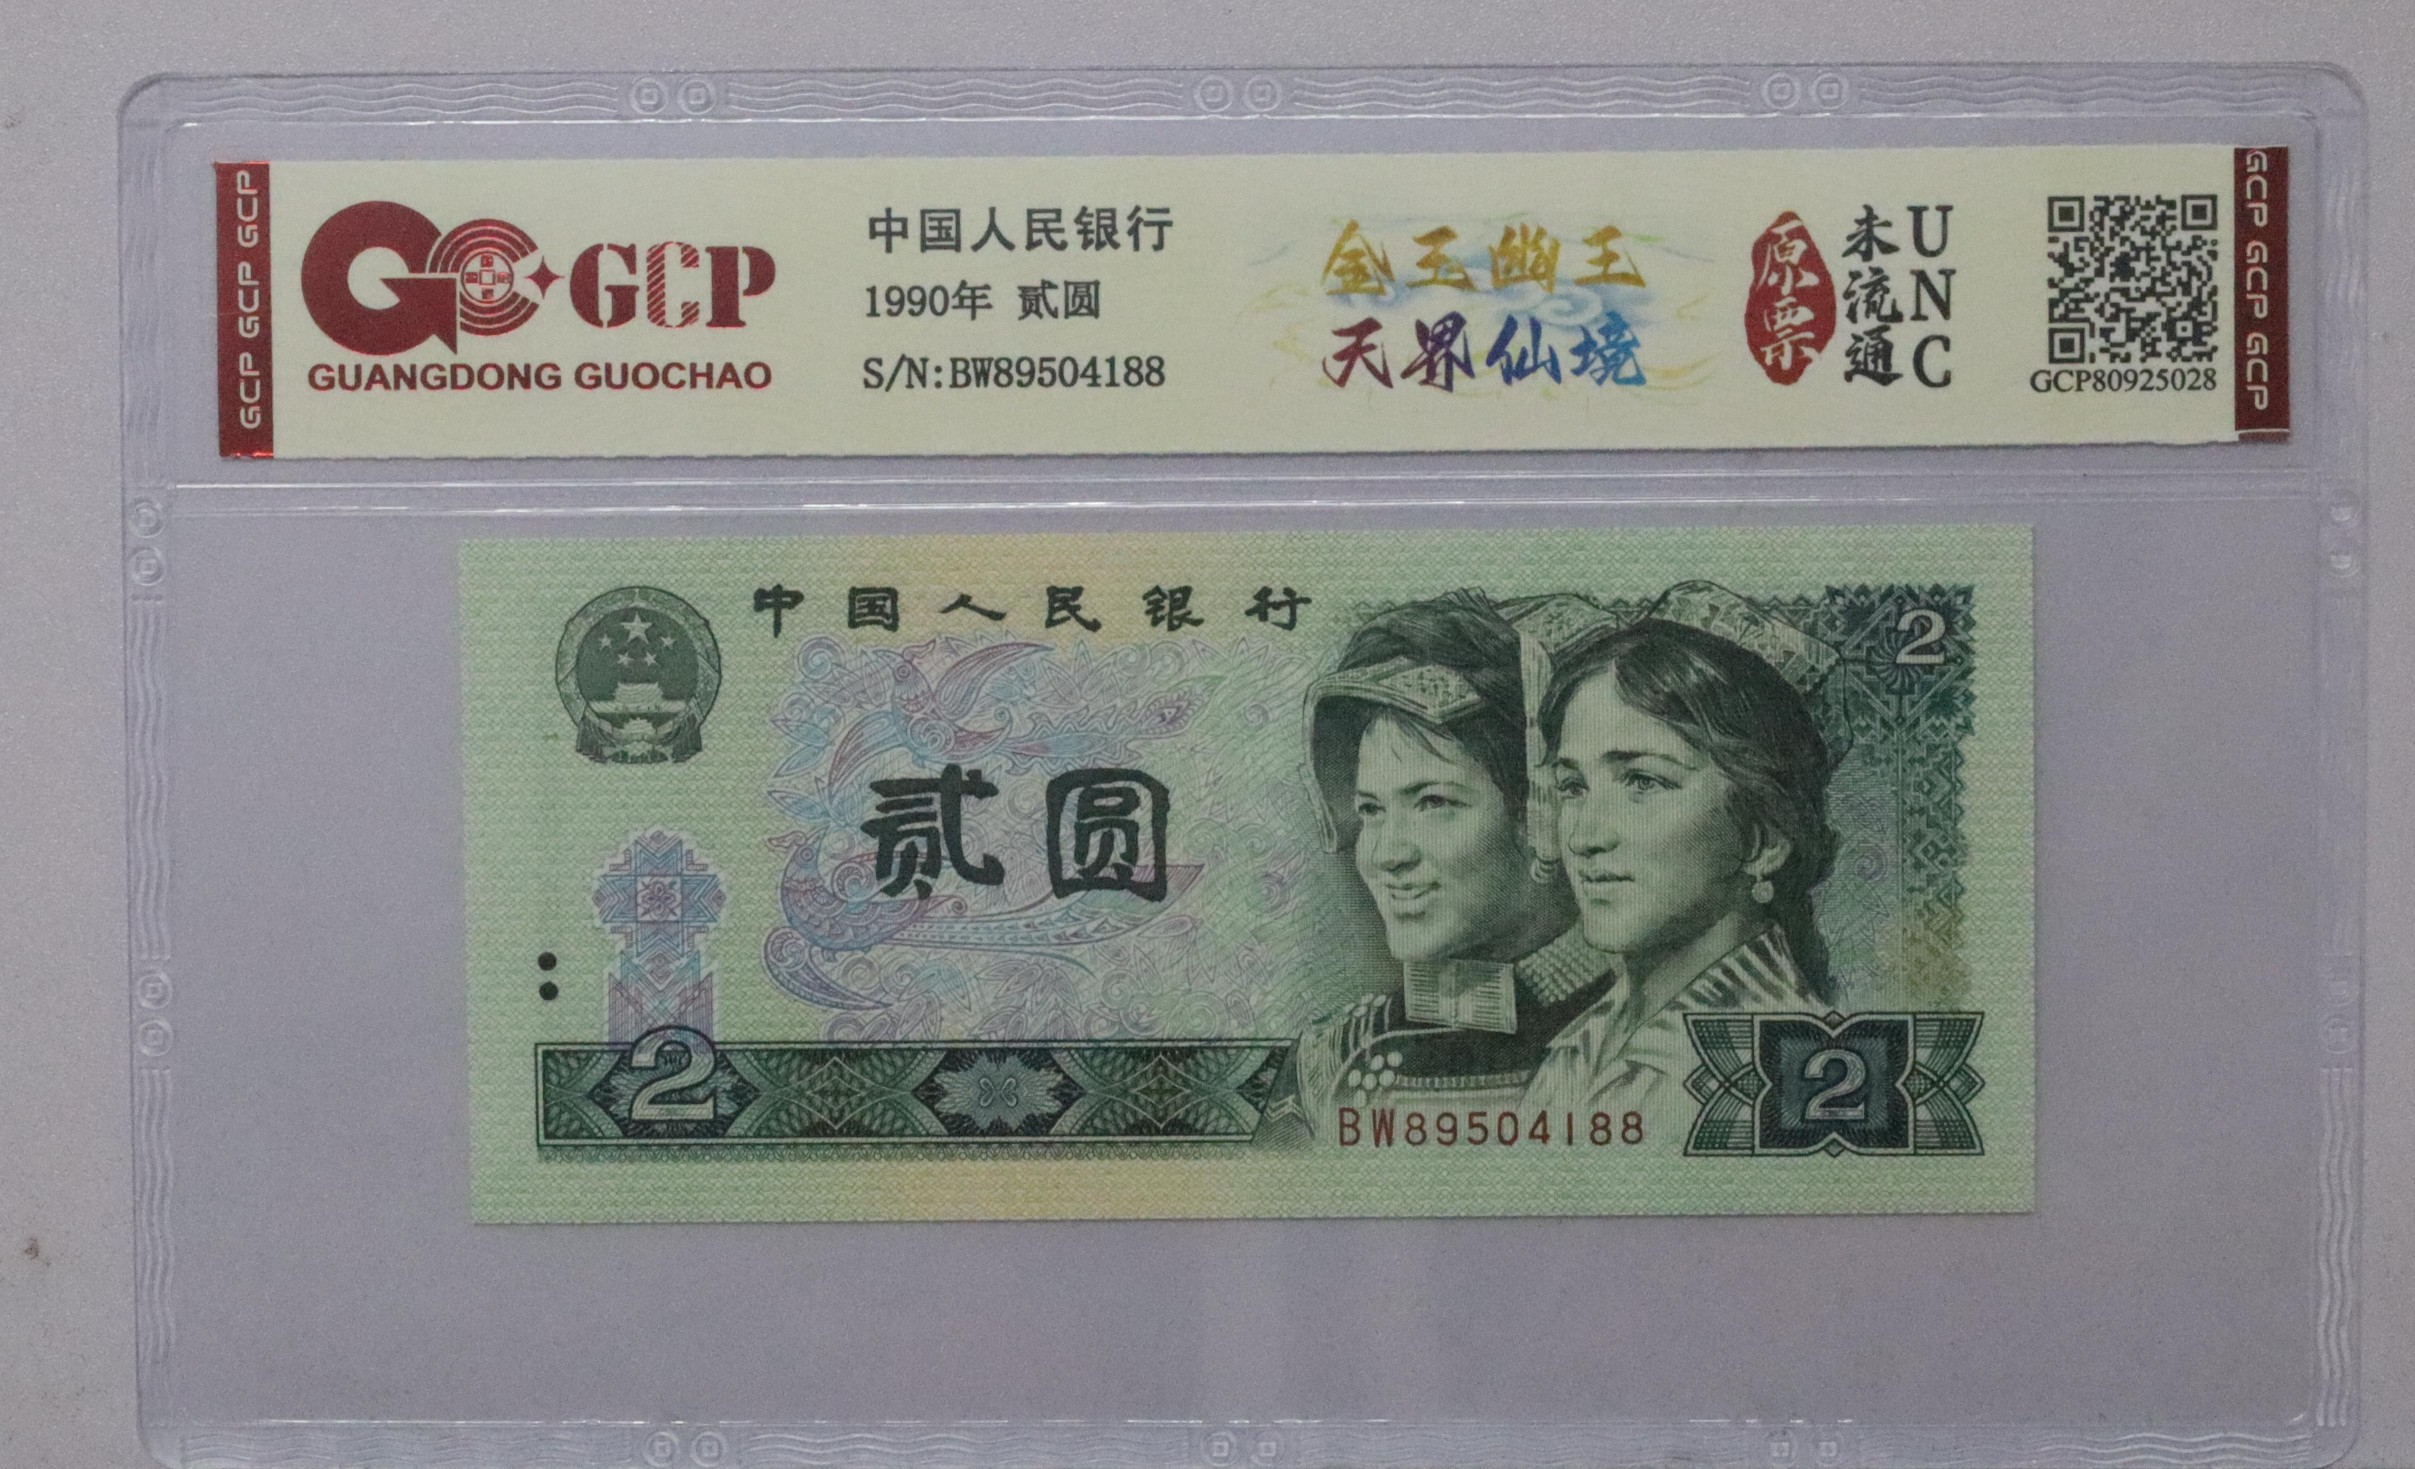 GCP GCP GCP
GCP
GUANGDONG GUOCHAO
中国人民银行
1990年 贰圆
S/N:BW89504188
金玉幽王
天界仙境
原票
未流通
UNC
GCP80925028
GCP GCP GCP
中国人民银行
2
贰圆
2
BW89504188
2